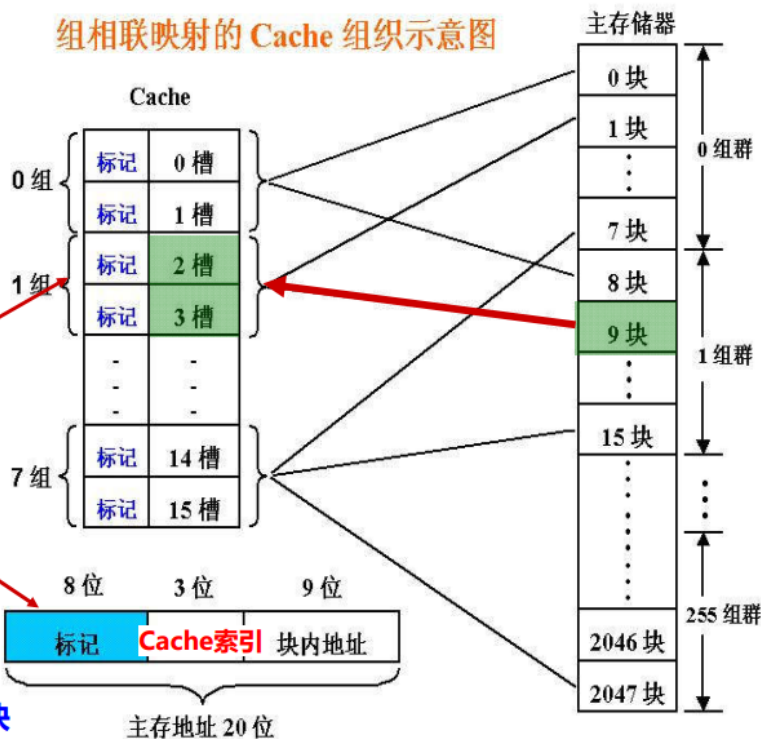 组相联映射的 Cache 组织示意图
主存储器
Cache
0 组
标记 0 槽
标记 1 槽
1 组
标记 2 槽
标记 3 槽
7 组
标记 14 槽
标记 15 槽
0 块
1 块
7 块
8 块
9 块
15 块
2046 块
2047 块
0 组群
1 组群
255 组群
8 位 3 位 9 位
标记 Cache索引 块内地址
主存地址 20 位
块